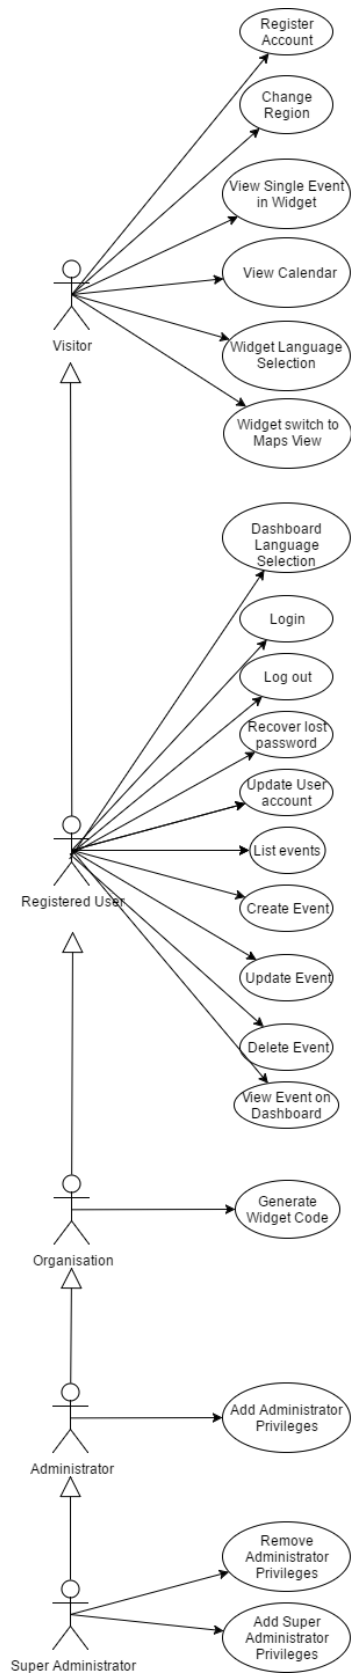 Register
Account
Change
Region
View Single Event
in Widget
View Calendar
Visitor
Widget Language
Selection
Widget switch to
Maps View
Dashboard
Language
Selection
Login
Log out
Recover lost
password
Update User
account
List events
Registered User
Create Event
Update Event
Delete Event
View Event on
Dashboard
Generate
Widget Code
Organisation
Add Administrator
Privileges
Administrator
Remove
Administrator
Privileges
Add Super
Administrator
Privileges
Super Administrator